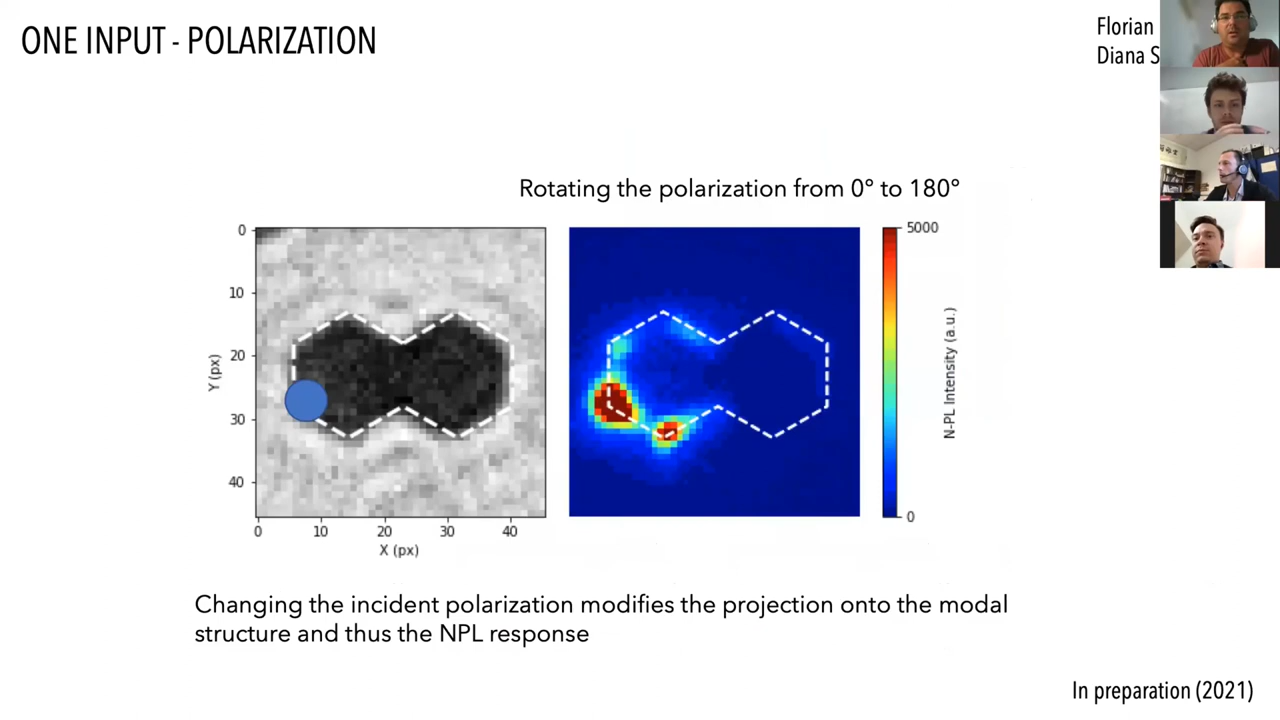 ONE INPUT - POLARIZATION
Florian
Diana S
Rotating the polarization from 0° to 180°
0
10
20
30
40
Y (px)
0
10
20
30
40
X (px)
5000
0
N-PL Intensity (a.u.)
Changing the incident polarization modifies the projection onto the modal
structure and thus the NPL response
In preparation (2021)